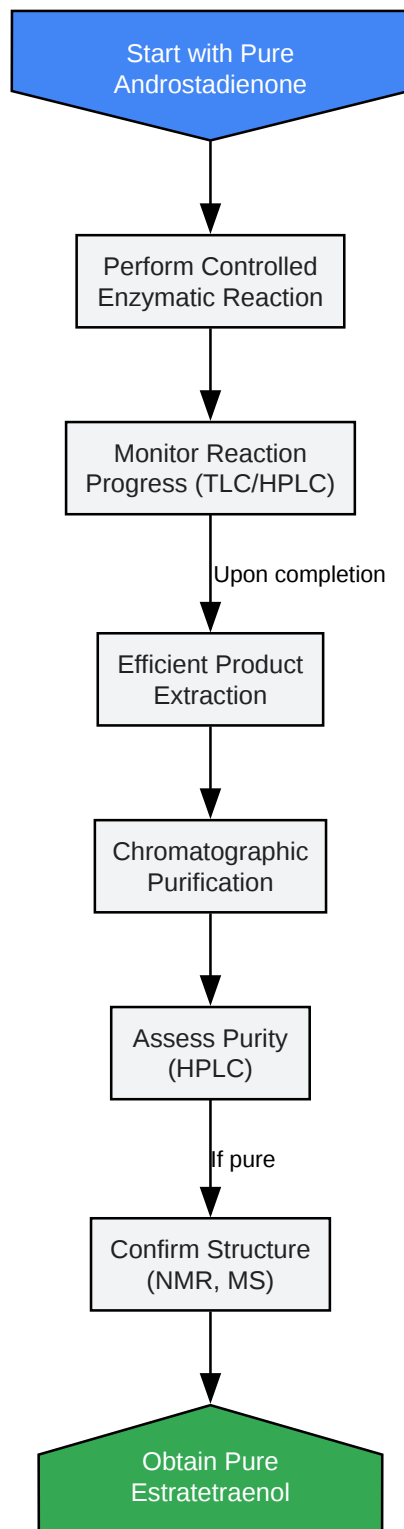 Start with Pure
Androstadienone
Perform Controlled
Enzymatic Reaction
Monitor Reaction
Progress (TLC/HPLC)
Upon completion
Efficient Product
Extraction
Chromatographic
Purification
Assess Purity
(HPLC)
If pure
Confirm Structure
(NMR, MS)
Obtain Pure
Estratetraenol